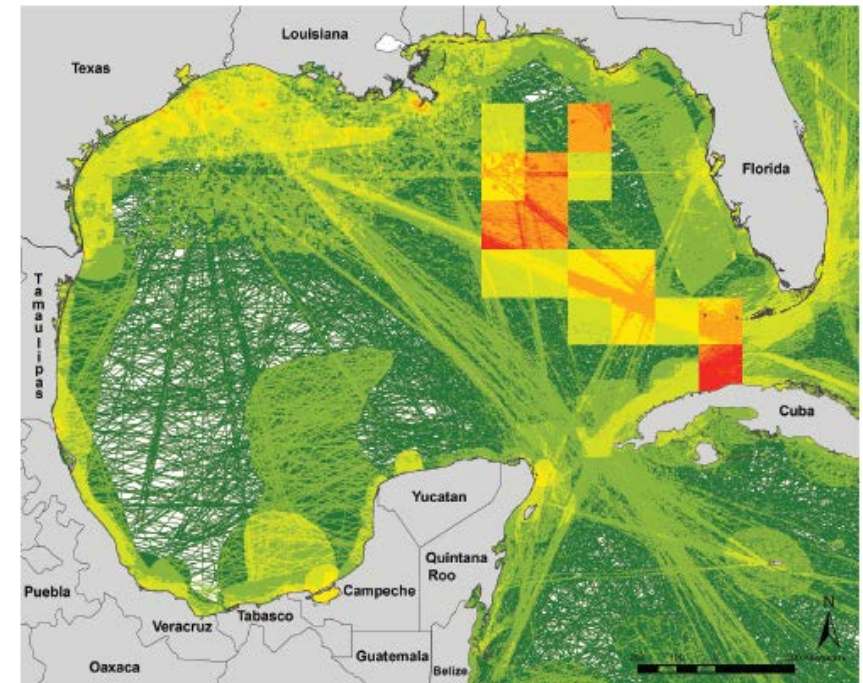 Louisiana
Texas
Florida
Tamaulipas
Cuba
Yucatan
Quintana
Roo
Puebla
Campeche
N
Tabasco
Veracruz
Guatemala
Oaxaca
Belize